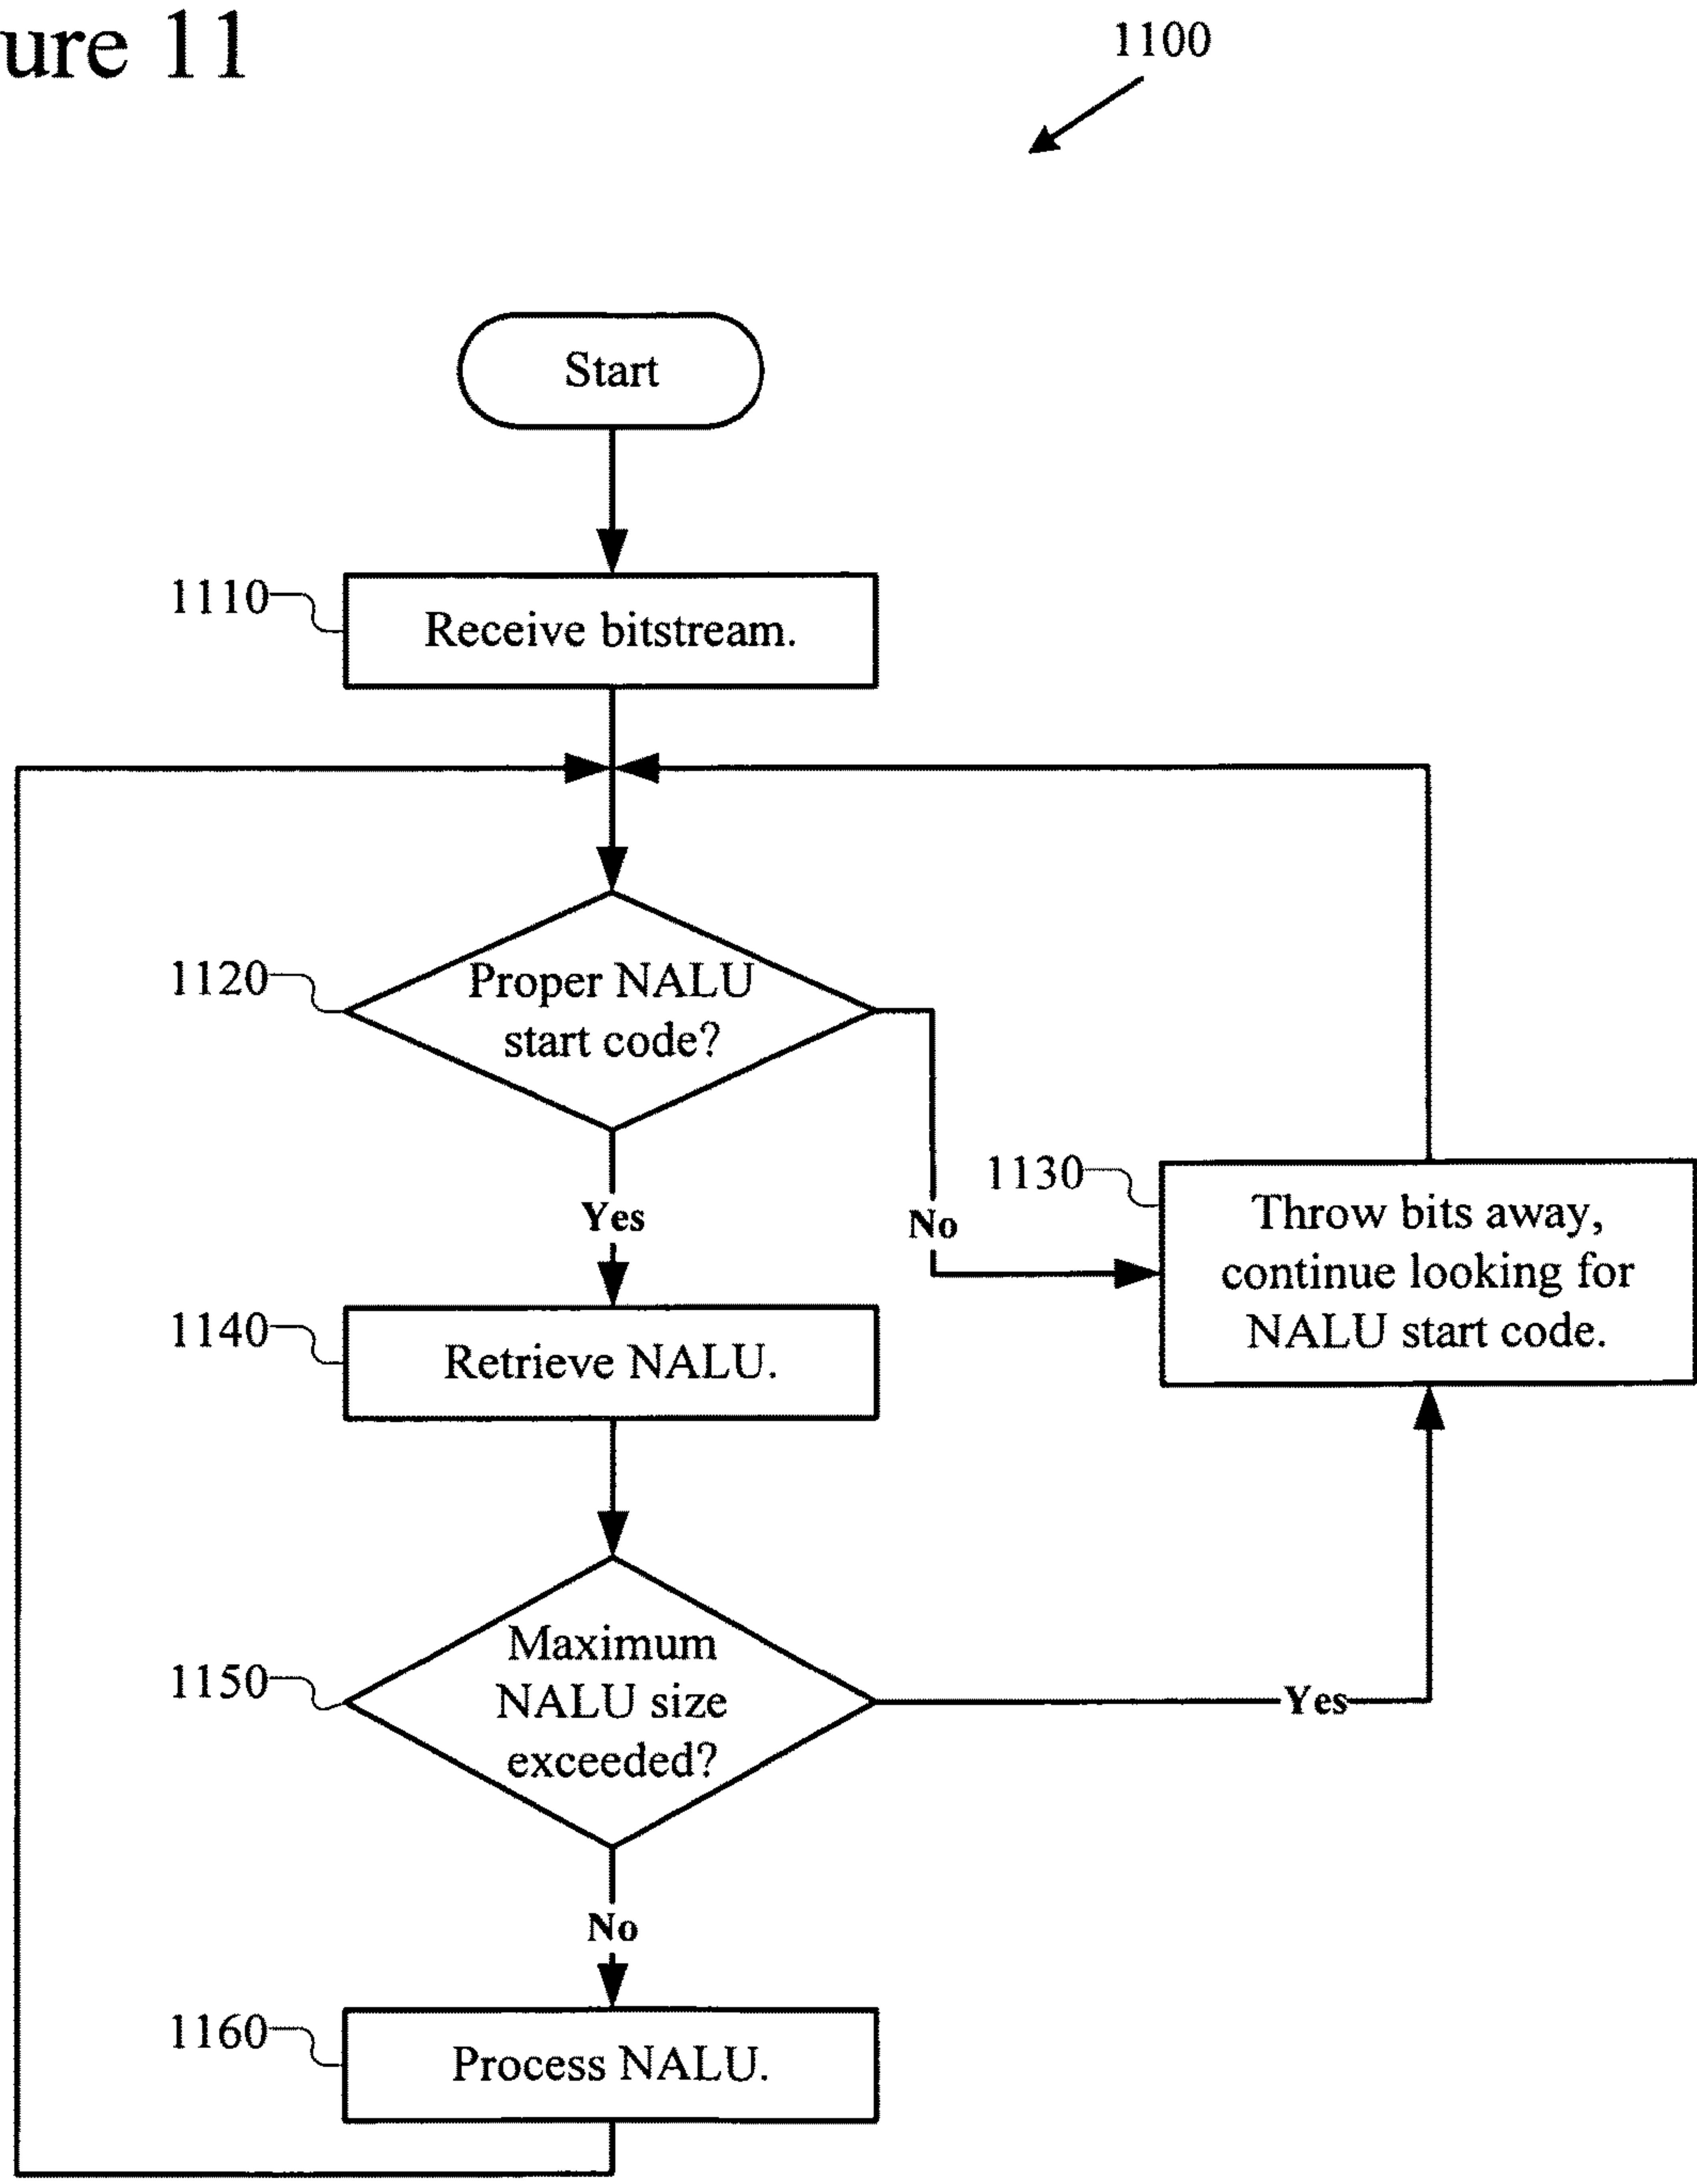 ure 11
1100
Start
1110
Receive bitstream.
1120
Proper NALU
start code?
Yes
No
1130
Throw bits away,
continue looking for
NALU start code.
1140
Retrieve NALU.
1150
Maximum
NALU size
exceeded?
Yes
No
1160
Process NALU.